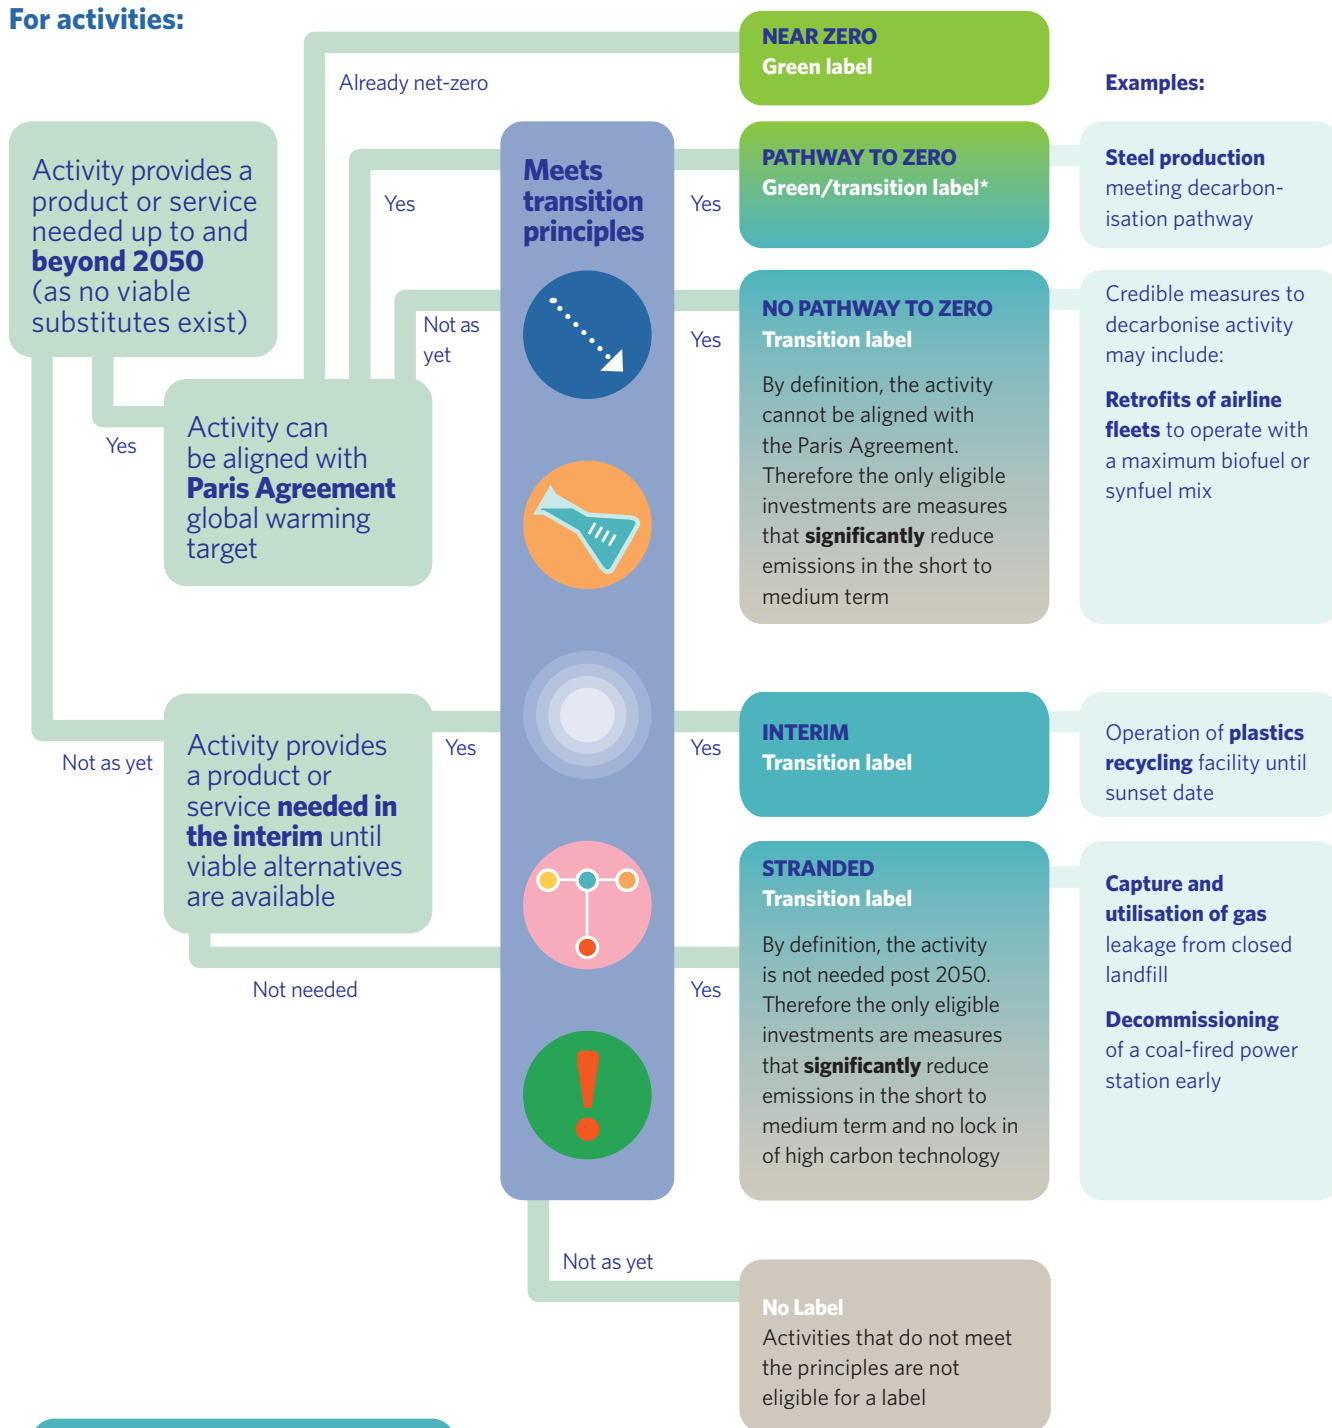 For activities:
Already net-zero
NEAR ZERO
Green label
Examples:
Activity provides a
product or service
needed up to and
beyond 2050
(as no viable
substitutes exist)
Yes
Meets
transition
principles
Yes
PATHWAY TO ZERO
Green/transition label*
Steel production
meeting decarbon-
isation pathway
Not as
yet
Yes
NO PATHWAY TO ZERO
Transition label
By definition, the activity
cannot be aligned with
the Paris Agreement.
Therefore the only eligible
investments are measures
that significantly reduce
emissions in the short to
medium term
Credible measures to
decarbonise activity
may include:
Retrofits of airline
fleets to operate with
a maximum biofuel or
synfuel mix
Yes
Activity can
be aligned with
Paris Agreement
global warming
target
Not as yet
Activity provides
a product or
service needed in
the interim until
viable alternatives
are available
Yes
Yes
INTERIM
Transition label
Operation of plastics
recycling facility until
sunset date
Not needed
Yes
STRANDED
Transition label
By definition, the activity
is not needed post 2050.
Therefore the only eligible
investments are measures
that significantly reduce
emissions in the short to
medium term and no lock in
of high carbon technology
Capture and
utilisation of gas
leakage from closed
landfill
Decommissioning
of a coal-fired power
station early
Not as yet
No Label
Activities that do not meet
the principles are not
eligible for a label